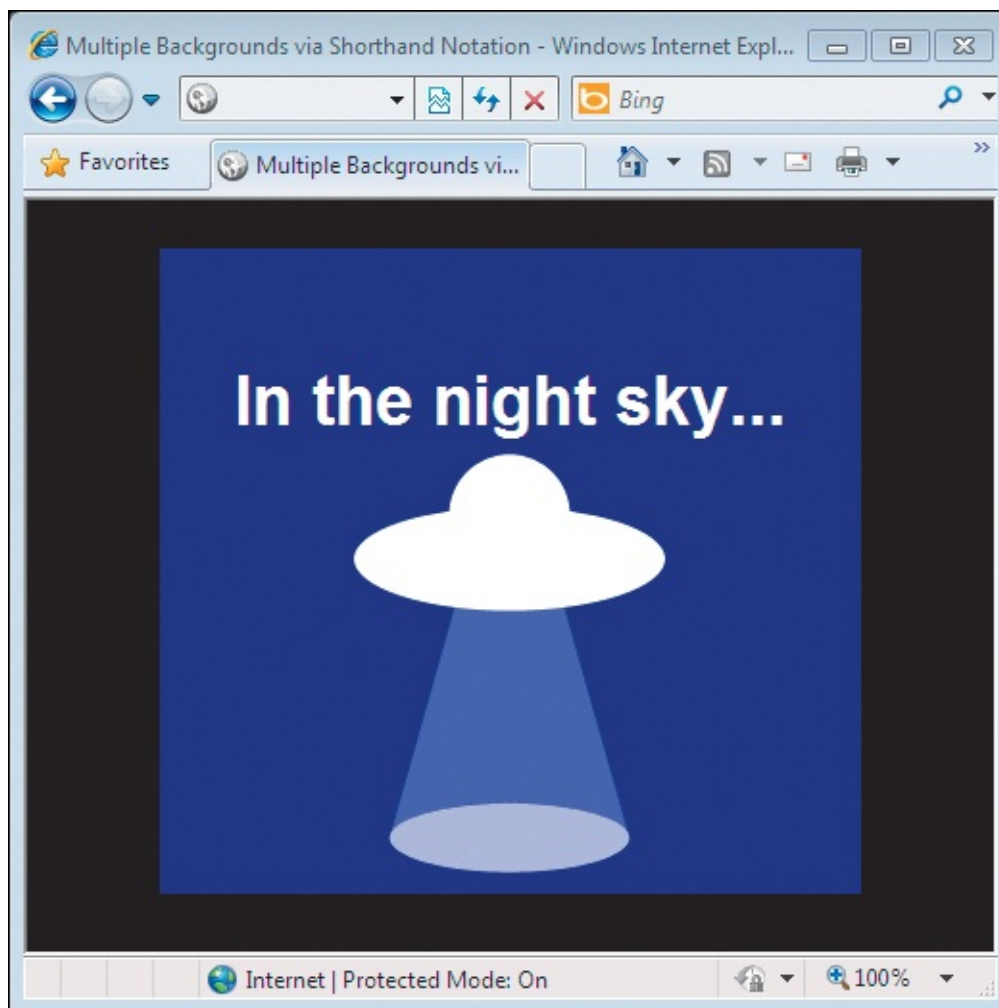 Multiple Backgrounds via Shorthand Notation - Windows Internet Expl...
Bing
Favorites
Multiple Backgrounds vi...
In the night sky...
Internet | Protected Mode: On
100%